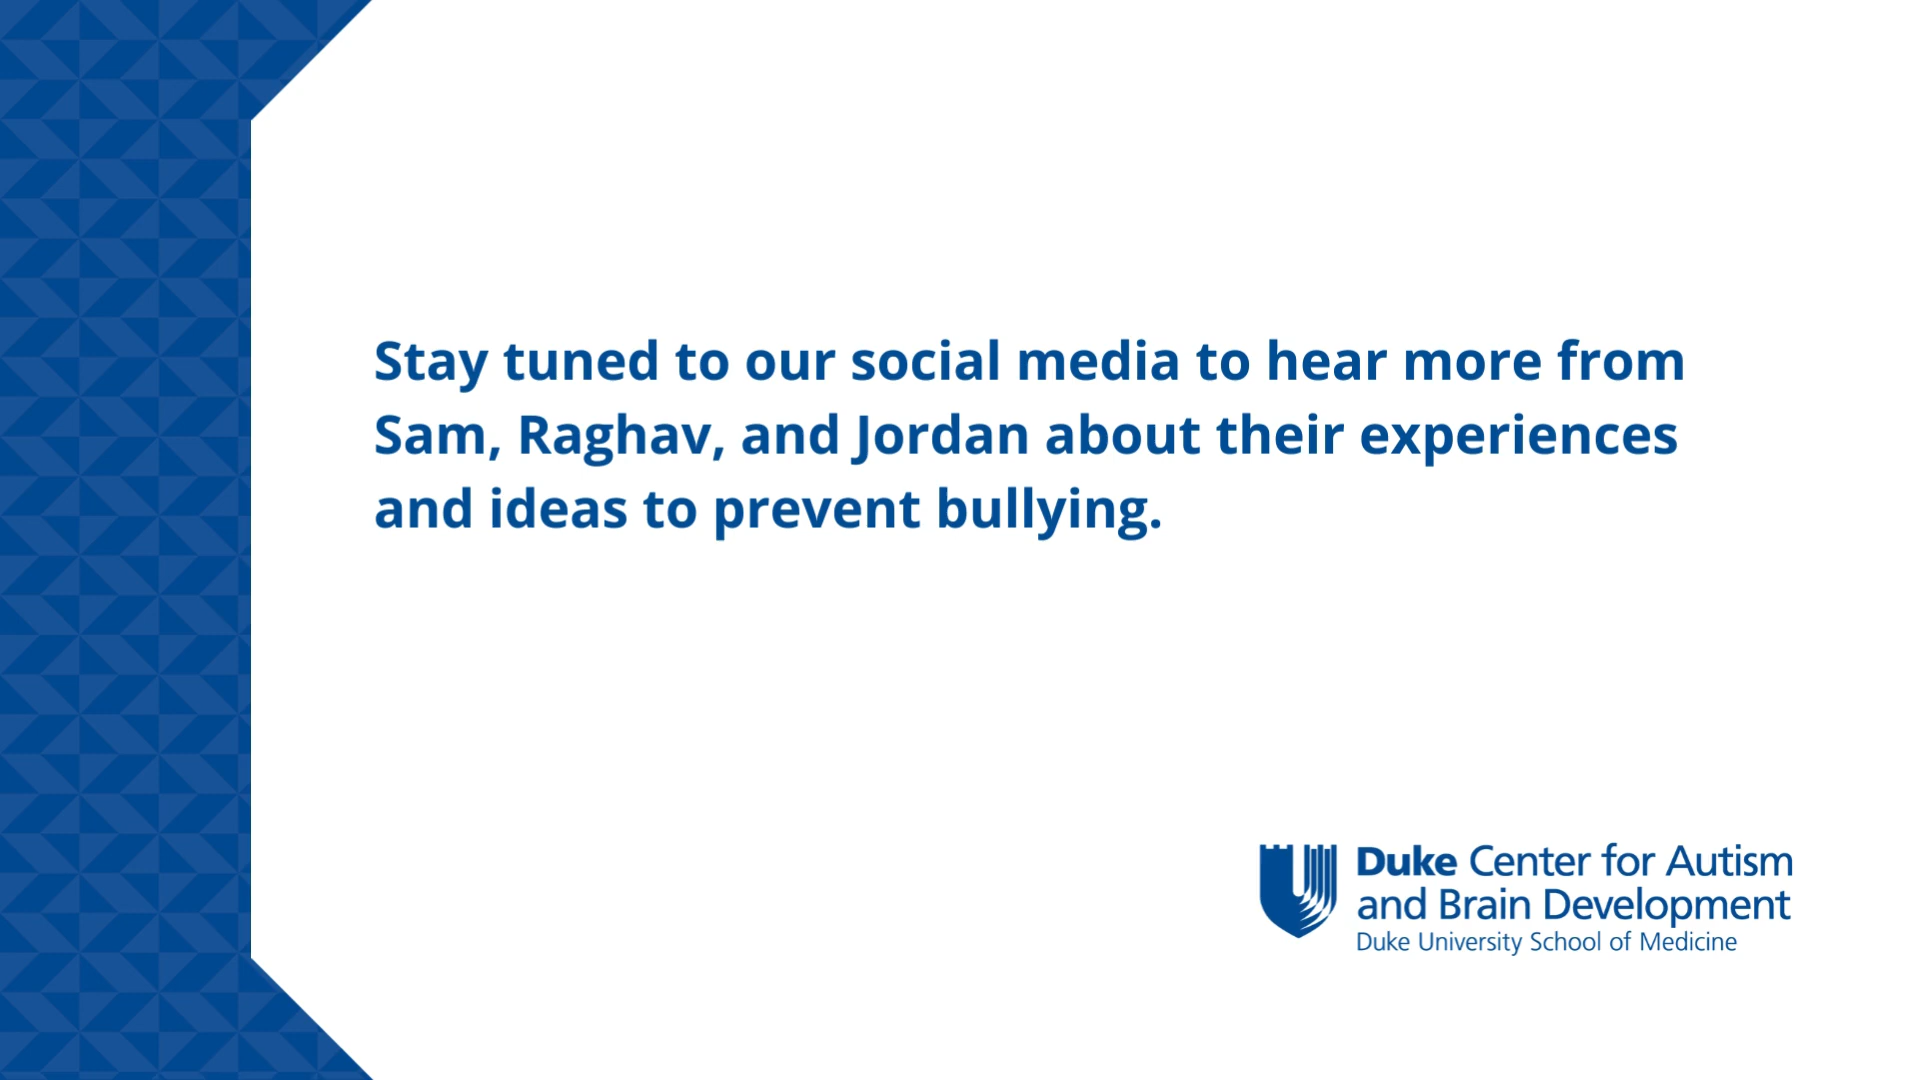 Stay tuned to our social media to hear more from
Sam, Raghav, and Jordan about their experiences
and ideas to prevent bullying.
Duke Center for Autism
and Brain Development
Duke University School of Medicine